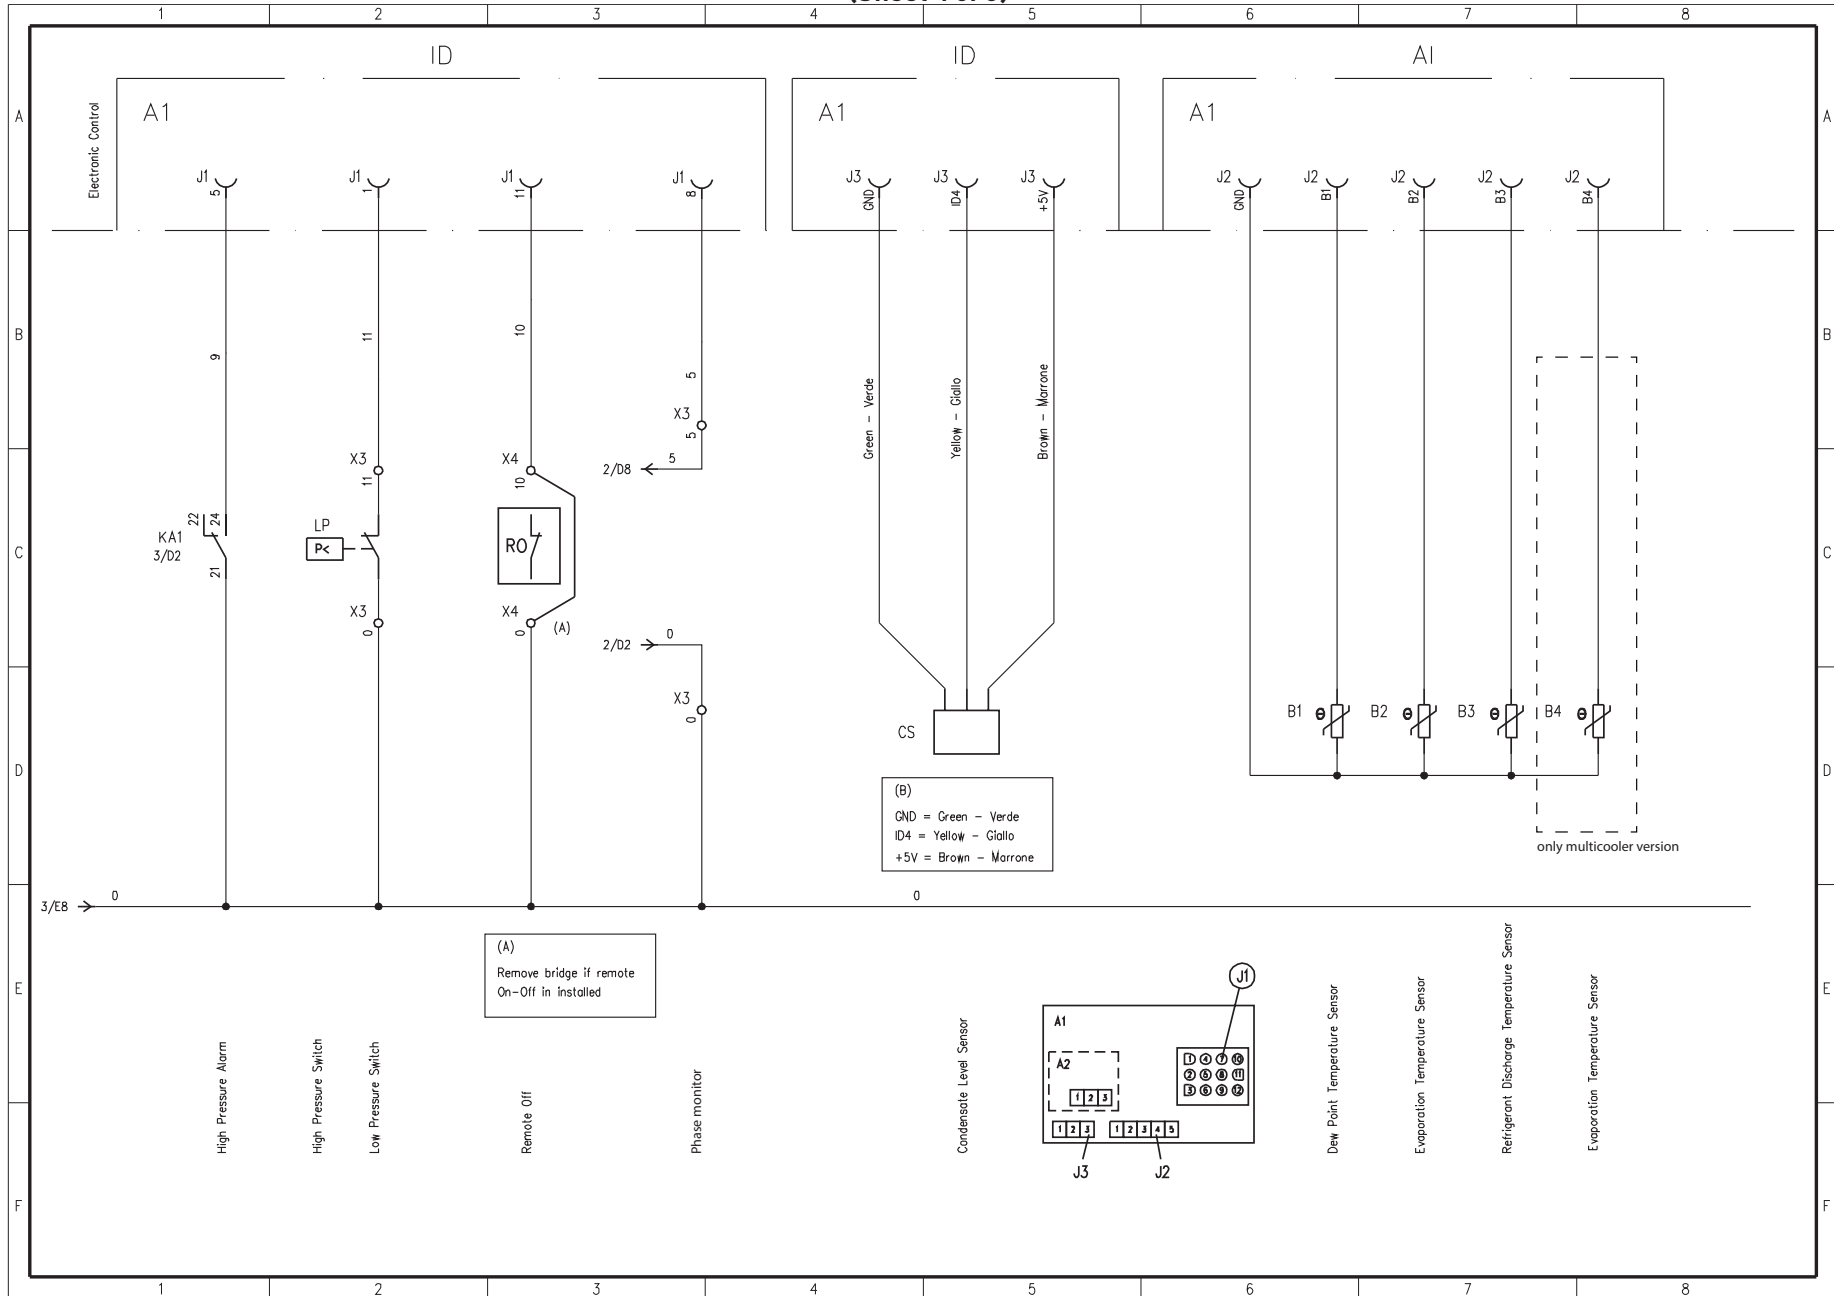 1 2 3 4 5 6 7 8
ID ID AI
A A
Electronic Control
A1 A1 A1
J1 J1 J1 J1 J3 J3 J3 J2 J2 J2 J2 J2
5 1 11 8 GND ID4 +5V GND B1 B2 B3 B4
B B
9 11 10 5
X3
5
Green - Verde
Yellow - Giallo
Brown - Marrone
X3 X4
11 10
2/D8 5
C C
KA1
3/D2
22 24
21
LP
P<
RO
X3 X4
0 0 (A)
2/D2 0
X3
0
D D
CS
B1 θ B2 θ B3 θ B4 θ
(B)
GND = Green - Verde
ID4 = Yellow - Giallo
+5V = Brown - Marrone
only multicooler version
3/E8 0 0
(A)
Remove bridge if remote
On-Off in installed
E E
High Pressure Alarm
High Pressure Switch
Low Pressure Switch
Remote Off
Phase monitor
Condensate Level Sensor
J1
A1
A2
1 4 7 10
2 5 8 11
3 6 9 12
1 2 3
1 2 3 1 2 3 4 5
J3 J2
Dew Point Temperature Sensor
Evaporation Temperature Sensor
Refrigerant Discharge Temperature Sensor
Evaporation Temperature Sensor
F F
1 2 3 4 5 6 7 8